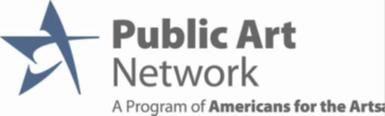 Public Art
Network
A Program of Americans for the Arts